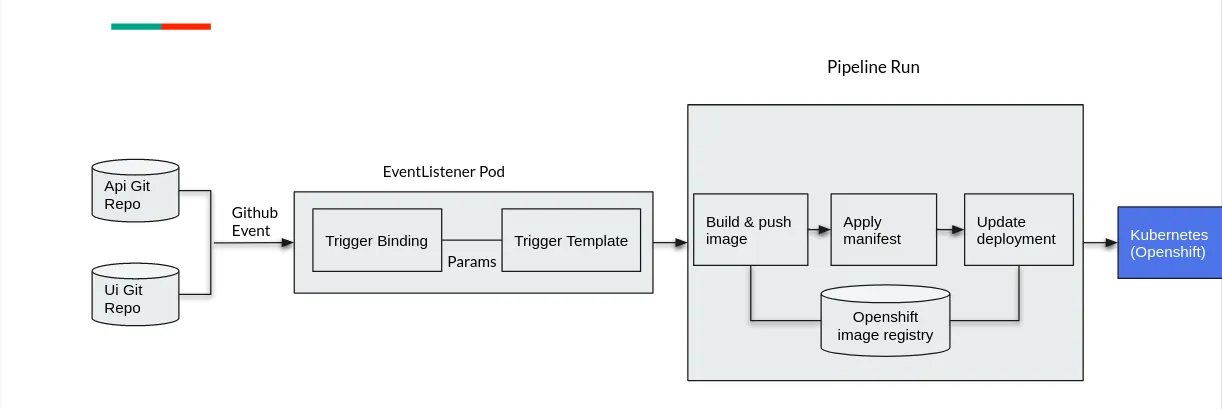 Pipeline Run
EventListener Pod
Api Git
Repo
Github
Event
Ui Git
Repo
Trigger Binding
Params
Trigger Template
Build & push
image
Apply
manifest
Update
deployment
Openshift
image registry
Kubernetes
(Openshift)